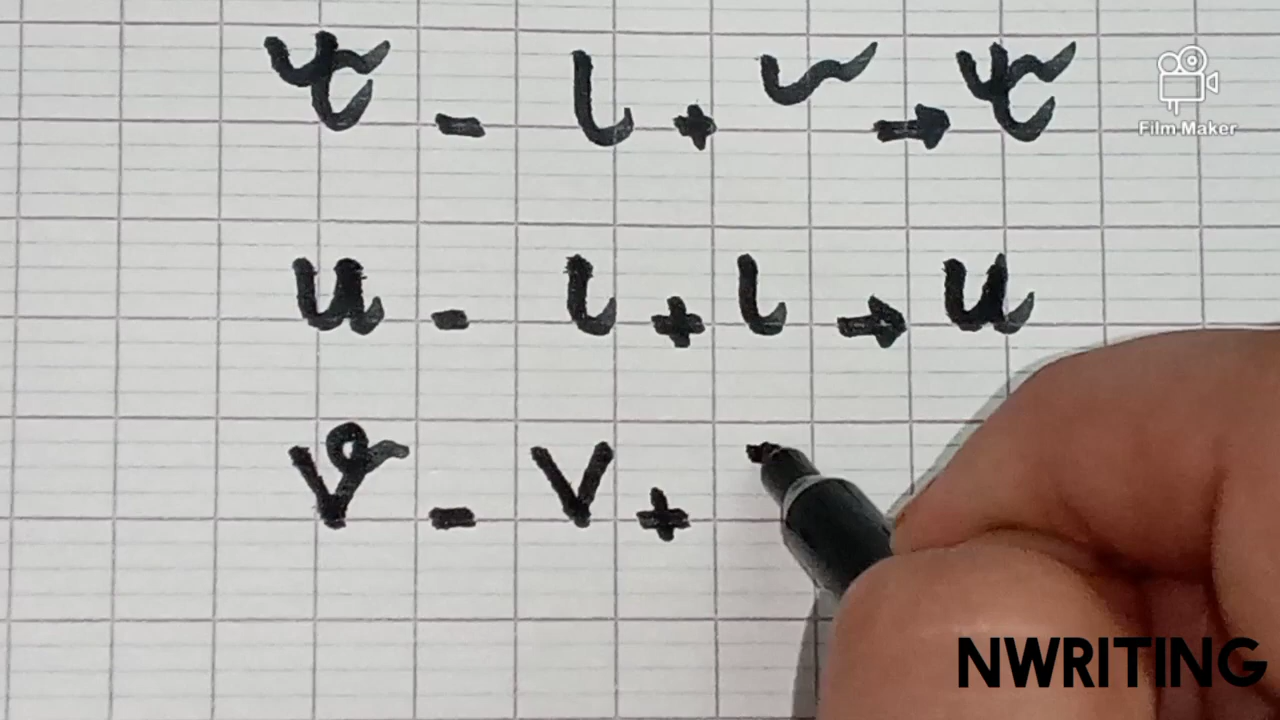 Film Maker
t - ɩ + ~ → t
u - ɩ + ɩ → u
v - v +
NWRITING